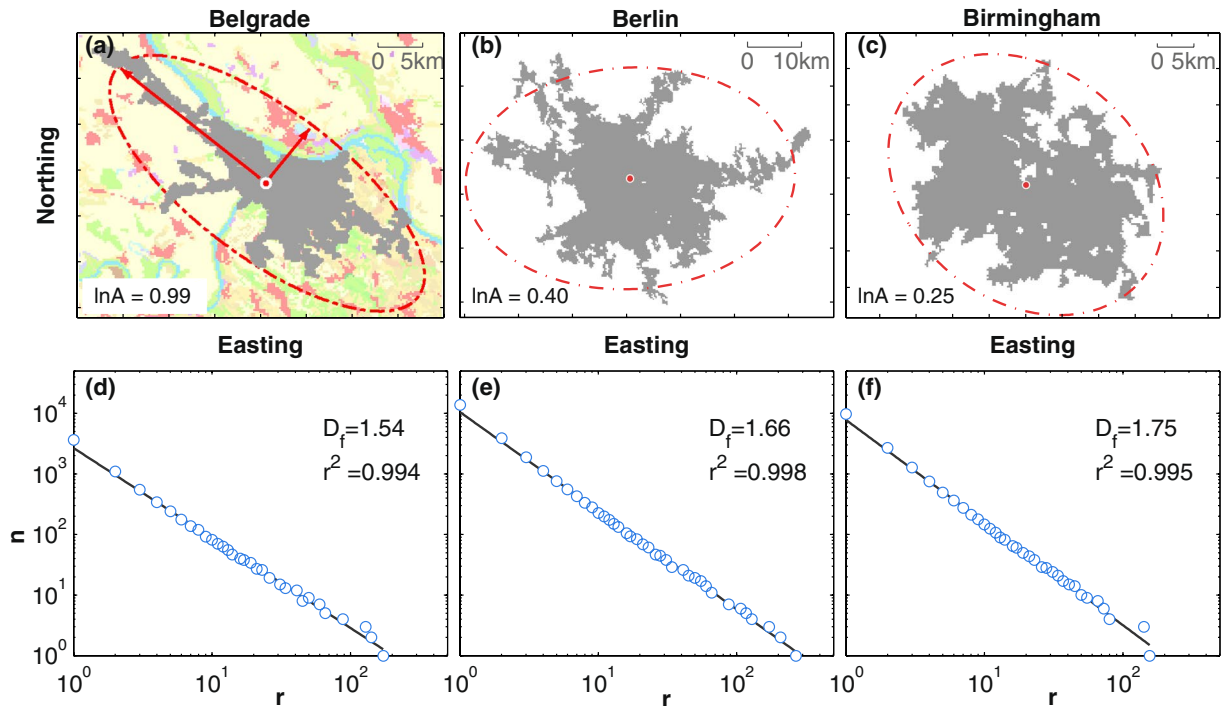 Belgrade
Berlin
Birmingham
Northing
(a)
0 5km
lnA = 0.99
(b)
0 10km
lnA = 0.40
(c)
0 5km
lnA = 0.25
Easting
Easting
Easting
n
10^4
10^3
10^2
10^1
10^0
(d)
D_f=1.54
r^2=0.994
(e)
D_f=1.66
r^2=0.998
(f)
D_f=1.75
r^2=0.995
10^0
10^1
10^2
10^0
10^1
10^2
10^0
10^1
10^2
r
r
r